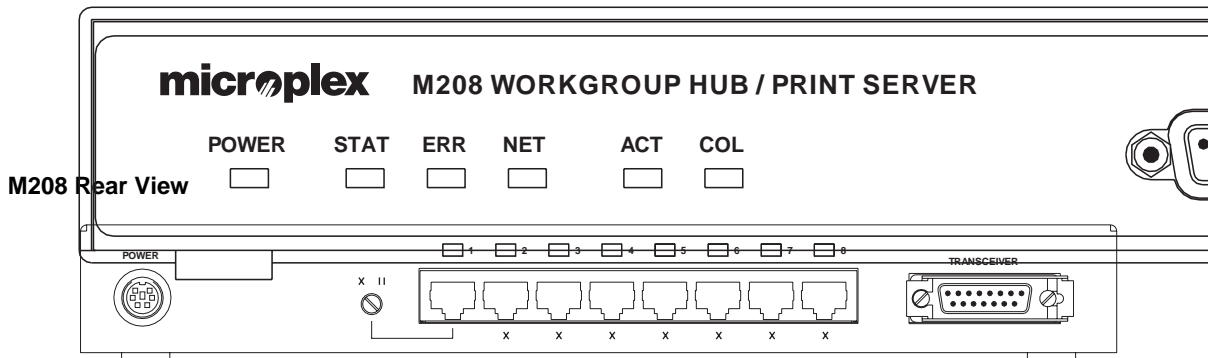 microplex M208 WORKGROUP HUB / PRINT SERVER
POWER STAT ERR NET ACT COL
M208 Rear View
1 2 3 4 5 6 7 8
POWER TRANSCEIVER
X II
X X X X X X X